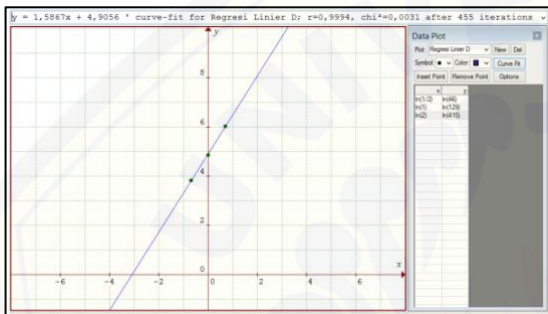 y = 1,5867x + 4,9056 ' curve-fit for Regresi Linier D; r=0,9994, chi²=0,0031 after 455 iterations
Data Plot
Plot: Regresi Linier D New Del
Symbol: Color: Curve Fit
Insert Point Remove Point Options
x y
ln(1/2) ln(46)
ln(1) ln(129)
ln(2) ln(415)
y
8
6
4
2
0
x
-6 -4 -2 0 2 4 6